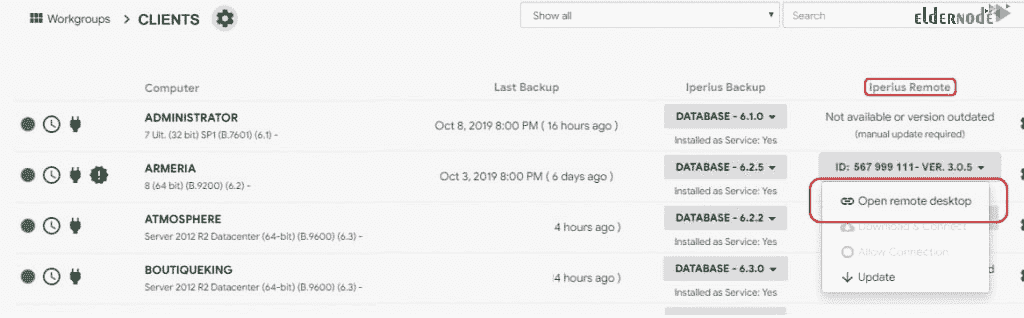 Workgroups > CLIENTS
Show all
Search
ELDERNODE
Computer
Last Backup
Iperius Backup
Iperius Remote
ADMINISTRATOR
7 Ult. (32 bit) SP1 (B.7601) (6.1) -
Oct 8, 2019 8:00 PM ( 16 hours ago )
DATABASE - 6.1.0
Installed as Service: Yes
Not available or version outdated
(manual update required)
ARMERIA
8 (64 bit) (B.9200) (6.2) -
Oct 3, 2019 8:00 PM ( 6 days ago )
DATABASE - 6.2.5
Installed as Service: Yes
ID: 567 999 111- VER. 3.0.5
Open remote desktop
Download & Connect
Allow Connection
Update
ATMOSPHERE
Server 2012 R2 Datacenter (64-bit) (B.9600) (6.3) -
4 hours ago )
DATABASE - 6.2.2
Installed as Service: Yes
BOUTIQUEKING
Server 2012 R2 Datacenter (64-bit) (B.9600) (6.3) -
4 hours ago )
DATABASE - 6.3.0
Installed as Service: Yes